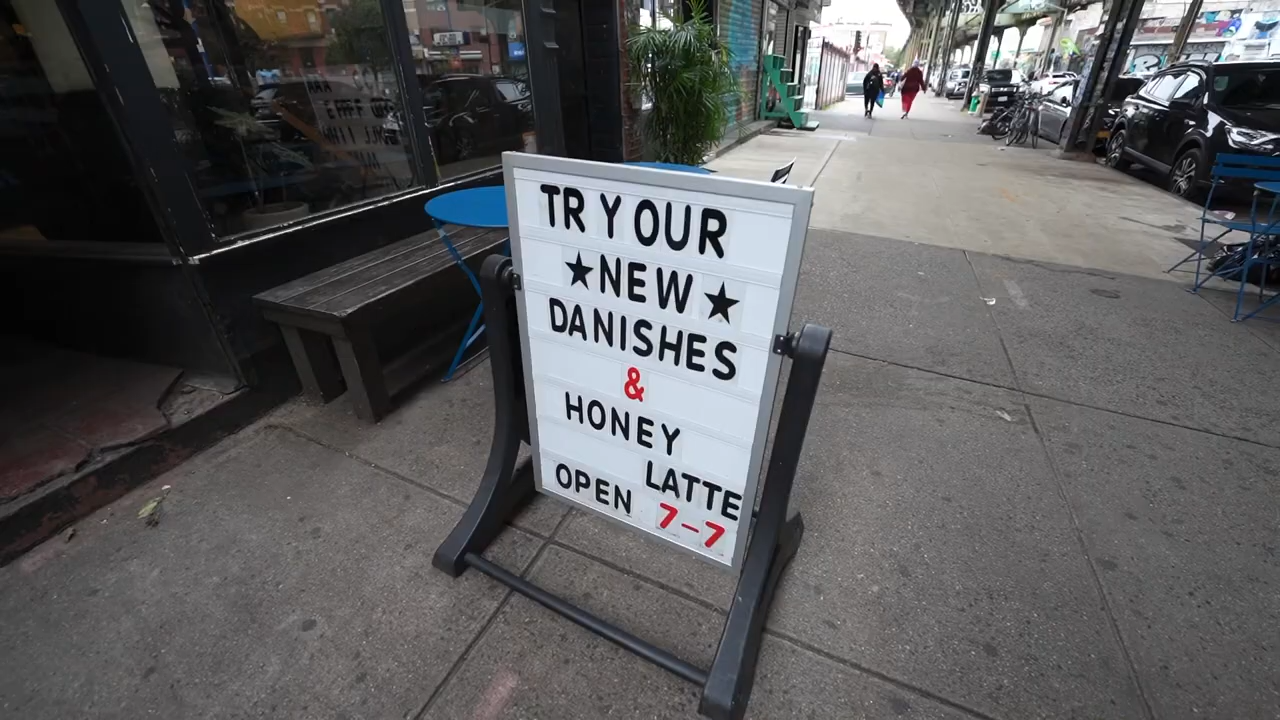 TRY OUR
★NEW★
DANISHES
&
HONEY
LATTE
OPEN 7-7